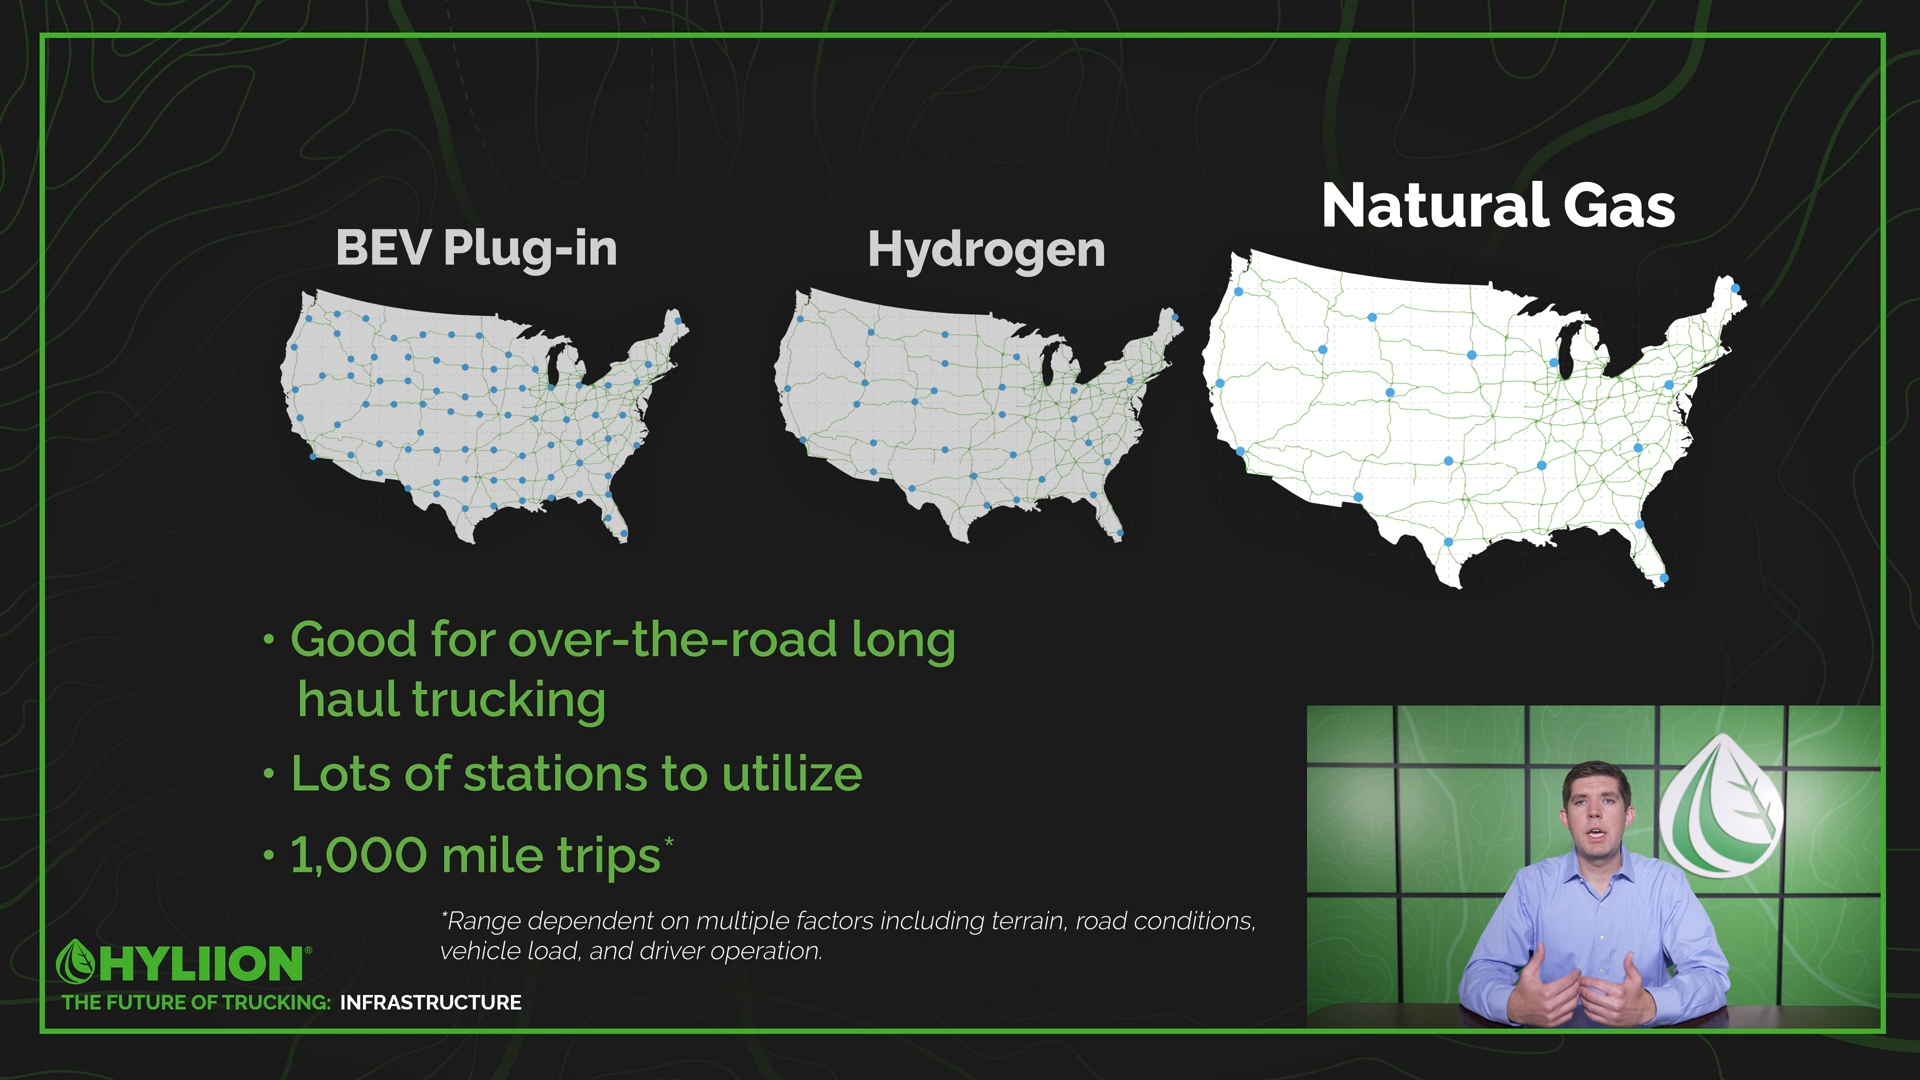 BEV Plug-in
Hydrogen
Natural Gas
• Good for over-the-road long
haul trucking
• Lots of stations to utilize
• 1,000 mile trips*
*Range dependent on multiple factors including terrain, road conditions,
vehicle load, and driver operation.
HYLIION®
THE FUTURE OF TRUCKING: INFRASTRUCTURE